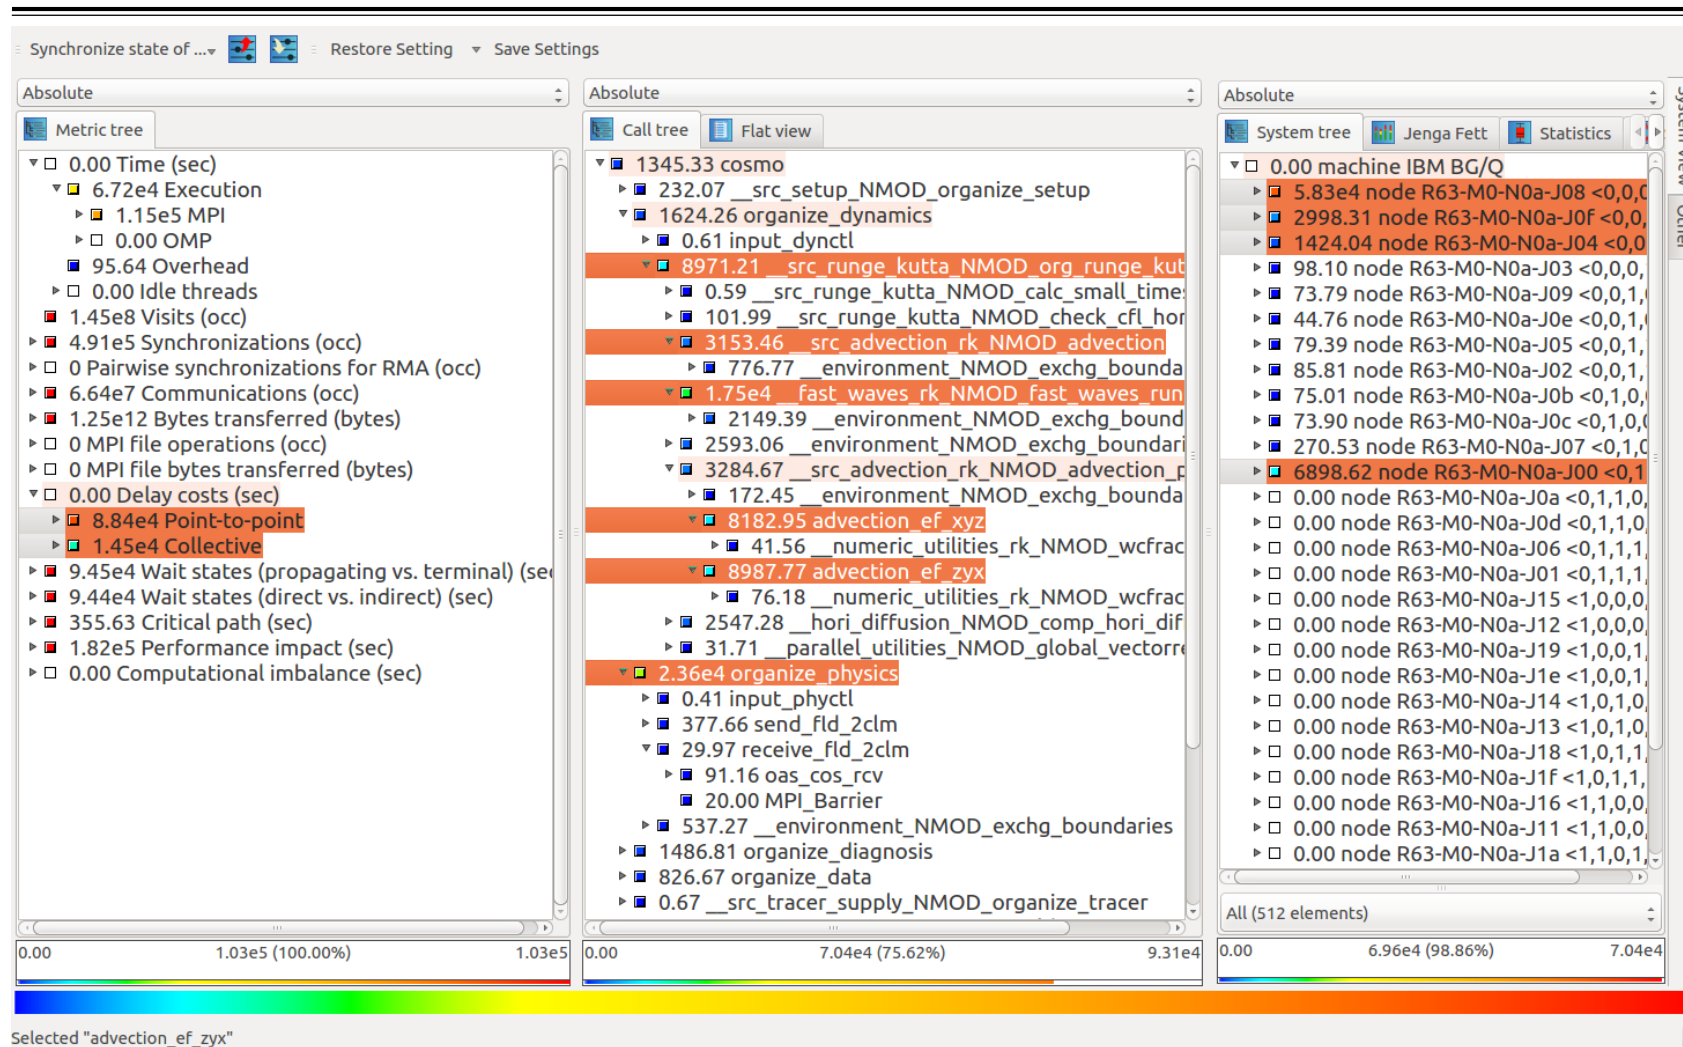 Synchronize state of ... Restore Setting Save Settings
Absolute
Metric tree
0.00 Time (sec)
6.72e4 Execution
1.15e5 MPI
0.00 OMP
95.64 Overhead
0.00 Idle threads
1.45e8 Visits (occ)
4.91e5 Synchronizations (occ)
0 Pairwise synchronizations for RMA (occ)
6.64e7 Communications (occ)
1.25e12 Bytes transferred (bytes)
0 MPI file operations (occ)
0 MPI file bytes transferred (bytes)
0.00 Delay costs (sec)
8.84e4 Point-to-point
1.45e4 Collective
9.45e4 Wait states (propagating vs. terminal) (se
9.44e4 Wait states (direct vs. indirect) (sec)
355.63 Critical path (sec)
1.82e5 Performance impact (sec)
0.00 Computational imbalance (sec)
0.00 1.03e5 (100.00%) 1.03e5
Absolute
Call tree Flat view
1345.33 cosmo
232.07 __src_setup_NMOD_organize_setup
1624.26 organize_dynamics
0.61 input_dynctl
8971.21 __src_runge_kutta_NMOD_org_runge_kut
0.59 __src_runge_kutta_NMOD_calc_small_time
101.99 __src_runge_kutta_NMOD_check_cfl_hor
3153.46 __src_advection_rk_NMOD_advection
776.77 __environment_NMOD_exchg_bounda
1.75e4 __fast_waves_rk_NMOD_fast_waves_run
2149.39 __environment_NMOD_exchg_bound
2593.06 __environment_NMOD_exchg_boundari
3284.67 __src_advection_rk_NMOD_advection_p
172.45 __environment_NMOD_exchg_bounda
8182.95 advection_ef_xyz
41.56 __numeric_utilities_rk_NMOD_wcfrac
8987.77 advection_ef_zyx
76.18 __numeric_utilities_rk_NMOD_wcfrac
2547.28 __hori_diffusion_NMOD_comp_hori_dif
31.71 __parallel_utilities_NMOD_global_vectorr
2.36e4 organize_physics
0.41 input_phyctl
377.66 send_fld_2clm
29.97 receive_fld_2clm
91.16 oas_cos_rcv
20.00 MPI_Barrier
537.27 __environment_NMOD_exchg_boundaries
1486.81 organize_diagnosis
826.67 organize_data
0.67 __src_tracer_supply_NMOD_organize_tracer
0.00 7.04e4 (75.62%) 9.31e4
Absolute
System tree Jenga Fett Statistics
0.00 machine IBM BG/Q
5.83e4 node R63-M0-N0a-J08 <0,0,0
2998.31 node R63-M0-N0a-J0f <0,0,
1424.04 node R63-M0-N0a-J04 <0,0
98.10 node R63-M0-N0a-J03 <0,0,0,
73.79 node R63-M0-N0a-J09 <0,0,1,
44.76 node R63-M0-N0a-J0e <0,0,1,
79.39 node R63-M0-N0a-J05 <0,0,1,
85.81 node R63-M0-N0a-J02 <0,0,1,
75.01 node R63-M0-N0a-J0b <0,1,0,
73.90 node R63-M0-N0a-J0c <0,1,0,
270.53 node R63-M0-N0a-J07 <0,1,0
6898.62 node R63-M0-N0a-J00 <0,1
0.00 node R63-M0-N0a-J0a <0,1,1,0,
0.00 node R63-M0-N0a-J0d <0,1,1,0,
0.00 node R63-M0-N0a-J06 <0,1,1,1,
0.00 node R63-M0-N0a-J01 <0,1,1,1,
0.00 node R63-M0-N0a-J15 <1,0,0,0,
0.00 node R63-M0-N0a-J12 <1,0,0,0,
0.00 node R63-M0-N0a-J19 <1,0,0,1,
0.00 node R63-M0-N0a-J1e <1,0,0,1,
0.00 node R63-M0-N0a-J14 <1,0,1,0,
0.00 node R63-M0-N0a-J13 <1,0,1,0,
0.00 node R63-M0-N0a-J18 <1,0,1,1,
0.00 node R63-M0-N0a-J1f <1,0,1,1,
0.00 node R63-M0-N0a-J16 <1,1,0,0,
0.00 node R63-M0-N0a-J11 <1,1,0,0,
0.00 node R63-M0-N0a-J1a <1,1,0,1,
All (512 elements)
0.00 6.96e4 (98.86%) 7.04e4
System view
Other
Selected "advection_ef_zyx"